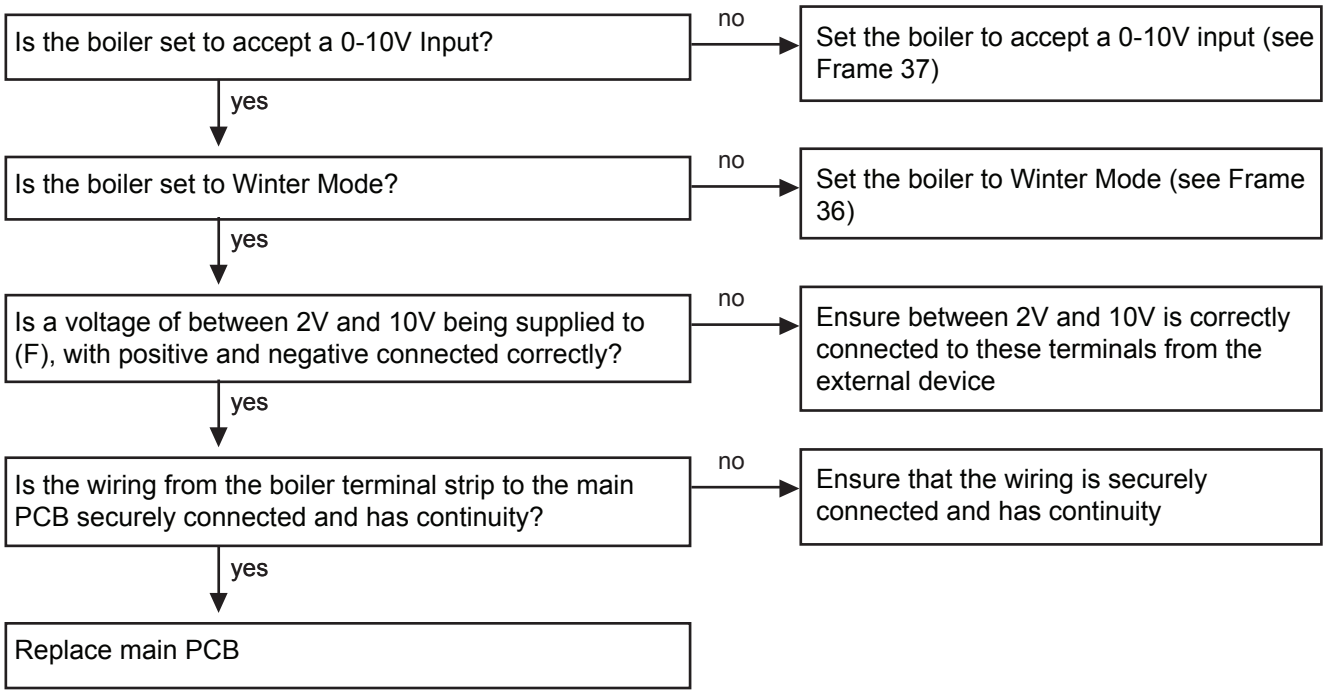 Is the boiler set to accept a 0-10V Input?
no
Set the boiler to accept a 0-10V input (see
Frame 37)
yes
Is the boiler set to Winter Mode?
no
Set the boiler to Winter Mode (see Frame
36)
yes
Is a voltage of between 2V and 10V being supplied to
(F), with positive and negative connected correctly?
no
Ensure between 2V and 10V is correctly
connected to these terminals from the
external device
yes
Is the wiring from the boiler terminal strip to the main
PCB securely connected and has continuity?
no
Ensure that the wiring is securely
connected and has continuity
yes
Replace main PCB